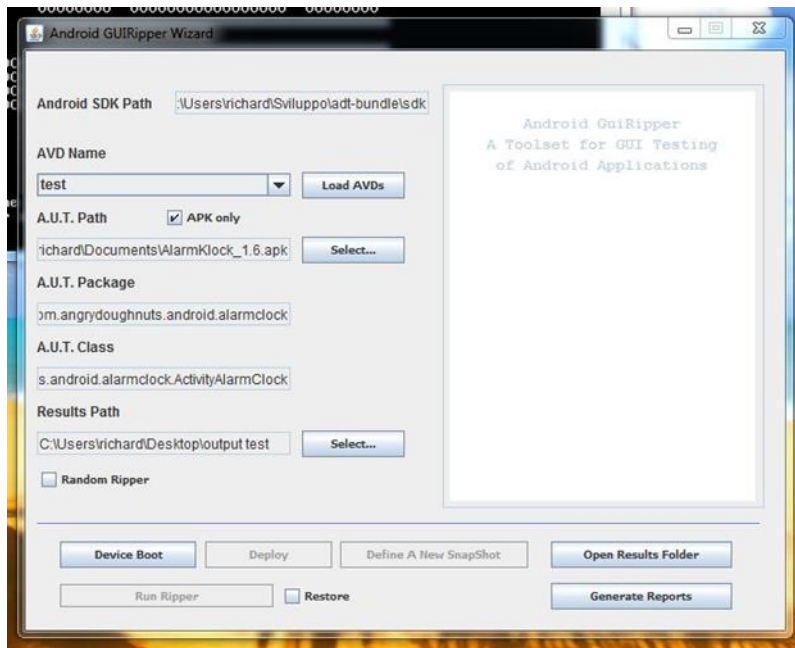 00000000 0000000000000000 00000000
Android GUIRipper Wizard
Android SDK Path :\Users\richard\Sviluppo\adt-bundle\sdk
Android GuiRipper
A Toolset for GUI Testing
of Android Applications
AVD Name
test Load AVDs
A.U.T. Path APK only
richard\Documents\AlarmKlock_1.6.apk Select...
A.U.T. Package
om.angrydoughnuts.android.alarmclock
A.U.T. Class
s.android.alarmclock.ActivityAlarmClock
Results Path
C:\Users\richard\Desktop\output test Select...
Random Ripper
Device Boot Deploy Define A New SnapShot Open Results Folder
Run Ripper Restore Generate Reports